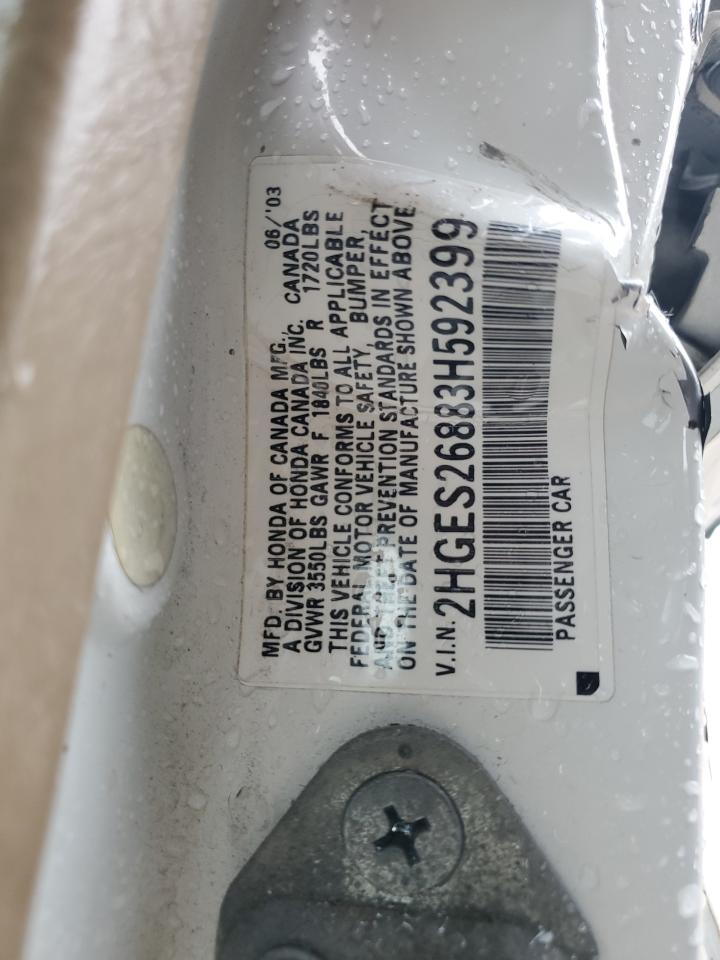 MFD. BY HONDA OF CANADA MFG., 06/'03
A DIVISION OF HONDA CANADA INC. CANADA
GVWR 3550LBS GAWR F 1840LBS R 1720LBS
THIS VEHICLE CONFORMS TO ALL APPLICABLE
FEDERAL MOTOR VEHICLE SAFETY, BUMPER,
AND THEFT PREVENTION STANDARDS IN EFFECT
ON THE DATE OF MANUFACTURE SHOWN ABOVE
V.I.N. 2HGES26883H592399
PASSENGER CAR